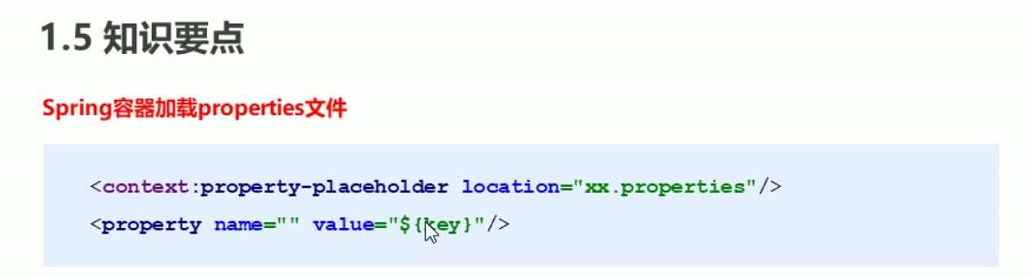 1.5 知识要点
Spring容器加载properties文件
<context:property-placeholder location="xx.properties"/>
<property name="" value="${key}"/>